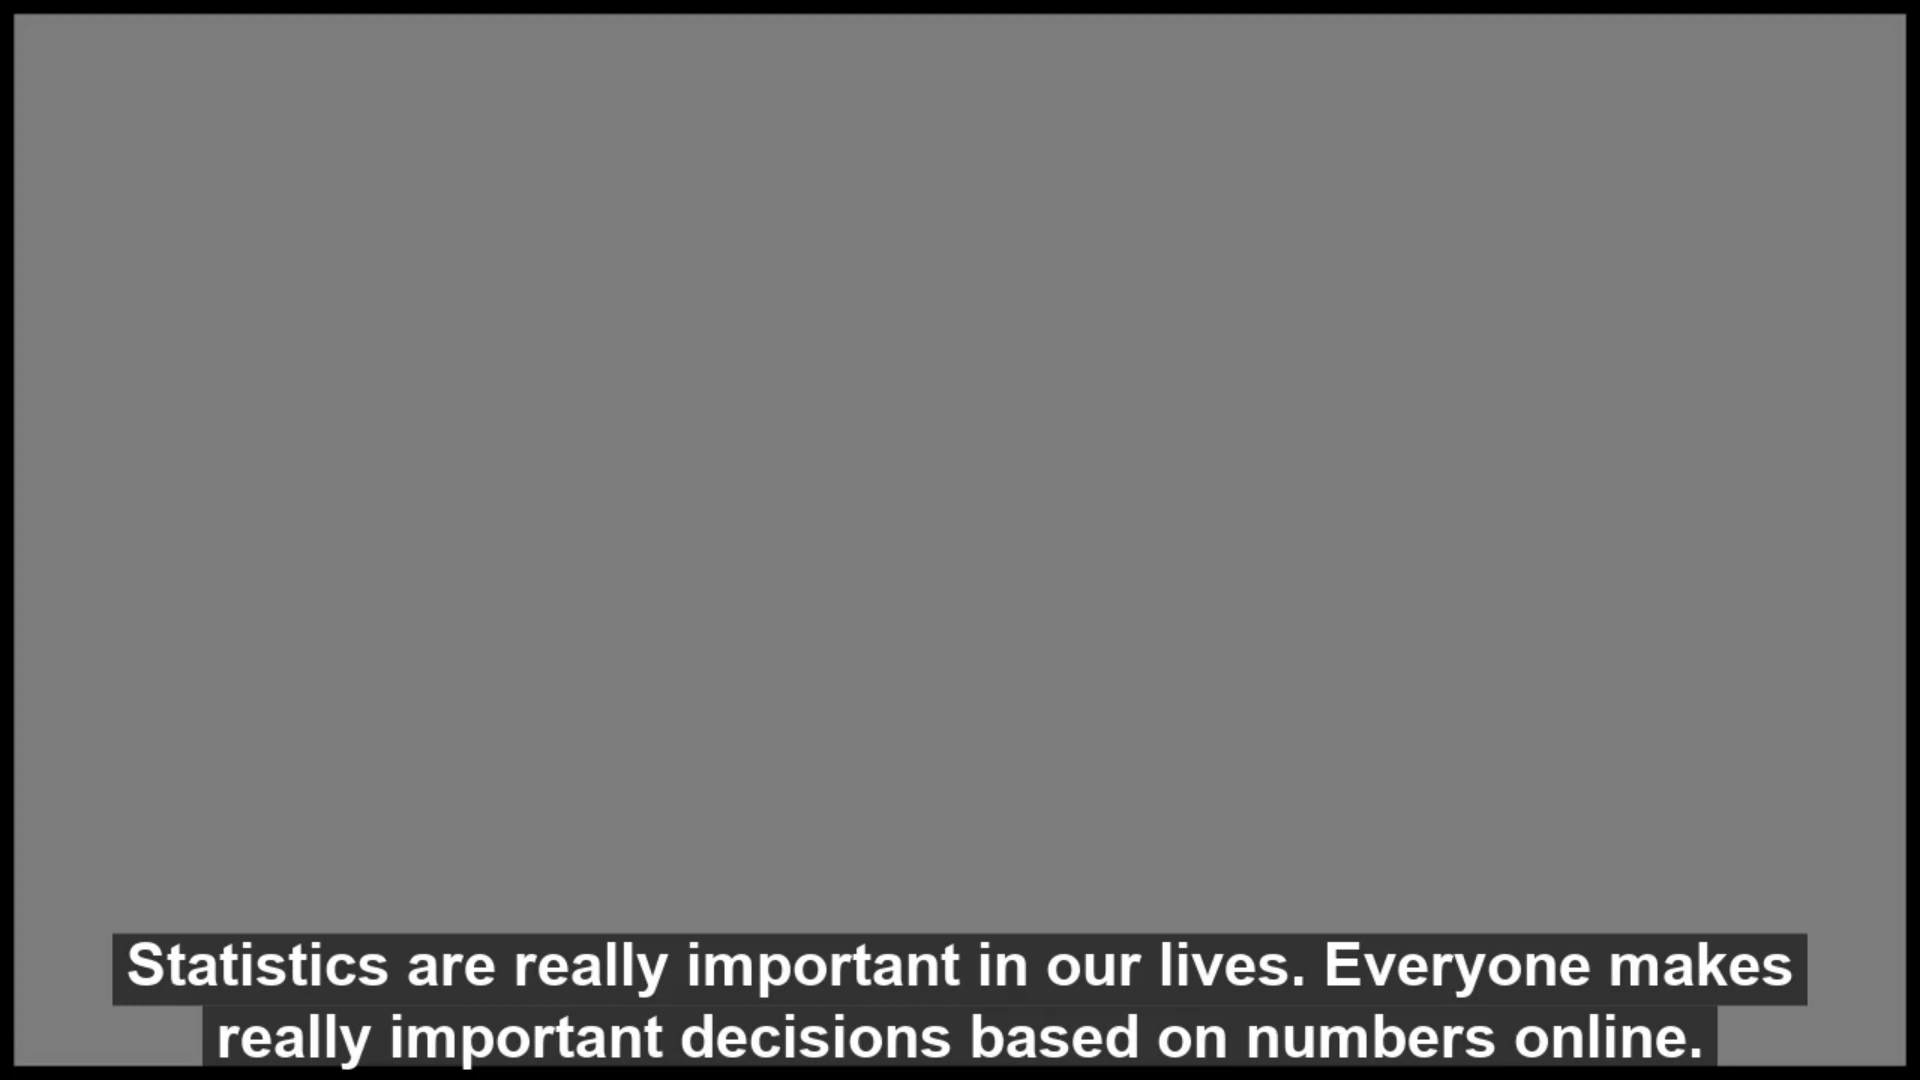 Statistics are really important in our lives. Everyone makes
really important decisions based on numbers online.